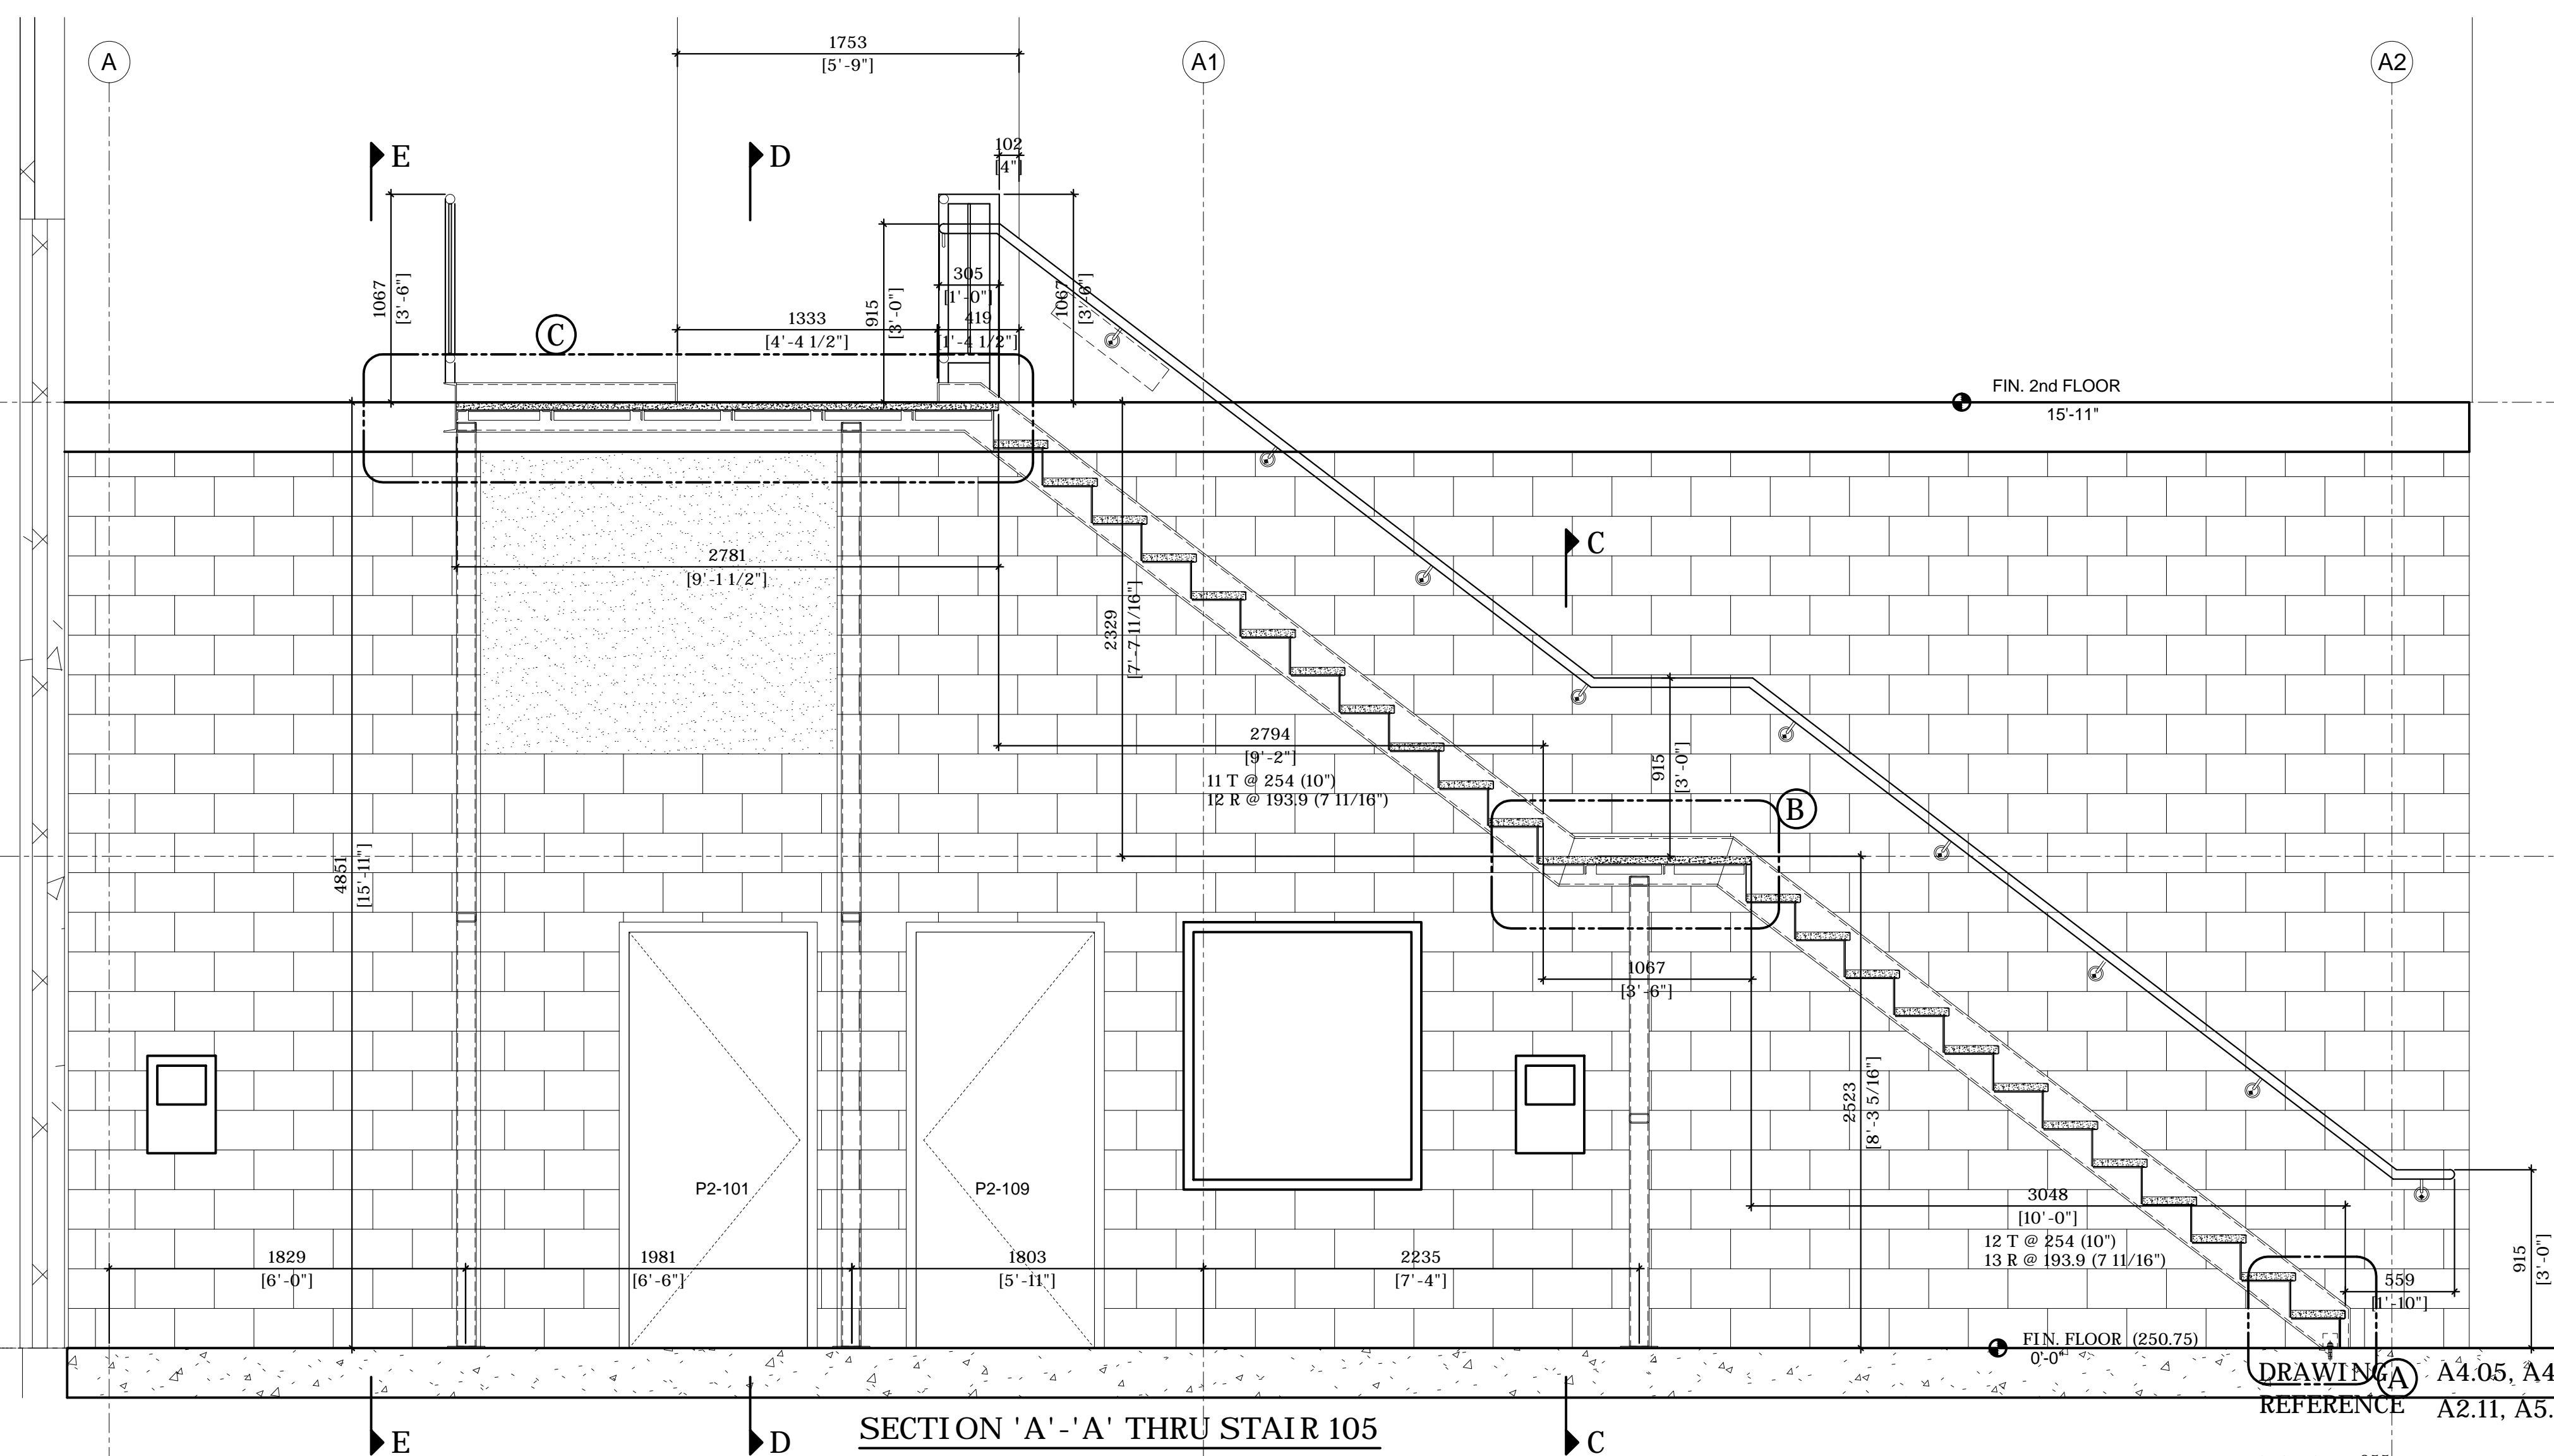 A
A1
A2
1753
[5'-9"]
E
D
102
[4"]
1067
[3'-6"]
915
[3'-0"]
305
[1'-0"]
1067
[3'-6"]
C
1333
[4'-4 1/2"]
419
[1'-4 1/2"]
FIN. 2nd FLOOR
15'-11"
C
2781
[9'-1 1/2"]
2329
[7'-7 11/16"]
2794
[9'-2"]
11 T @ 254 (10")
12 R @ 193.9 (7 11/16")
915
[3'-0"]
B
4851
[15'-11"]
1067
[3'-6"]
2523
[8'-3 5/16"]
P2-101
P2-109
3048
[10'-0"]
12 T @ 254 (10")
13 R @ 193.9 (7 11/16")
1829
[6'-0"]
1981
[6'-6"]
1803
[5'-11"]
2235
[7'-4"]
559
[1'-10"]
915
[3'-0"]
FIN. FLOOR (250.75)
0'-0"
DRAWING A4.05, A4
REFERENCE A2.11, A5.
A
SECTION 'A'-'A' THRU STAIR 105
E
D
C